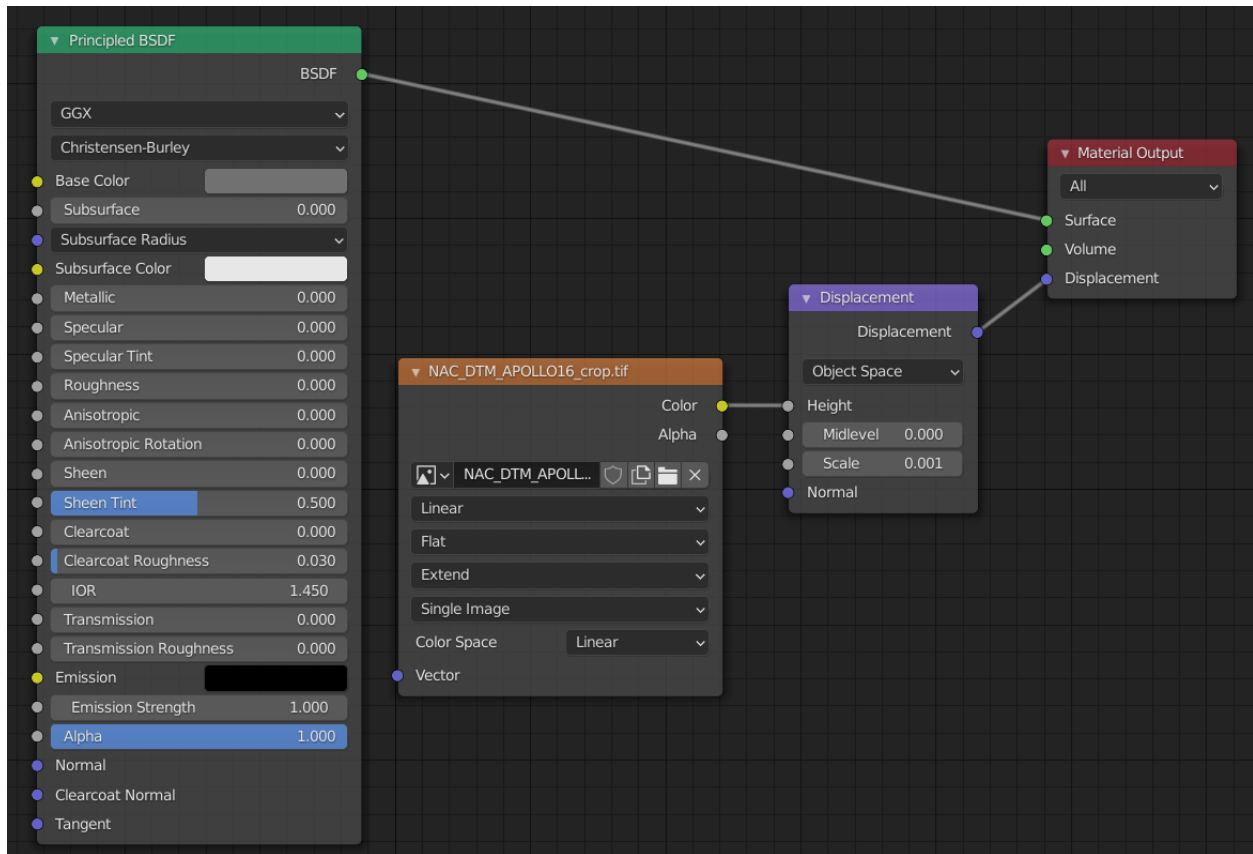 Principled BSDF
BSDF
GGX
Christensen-Burley
Base Color
Subsurface 0.000
Subsurface Radius
Subsurface Color
Metallic 0.000
Specular 0.000
Specular Tint 0.000
Roughness 0.000
Anisotropic 0.000
Anisotropic Rotation 0.000
Sheen 0.000
Sheen Tint 0.500
Clearcoat 0.000
Clearcoat Roughness 0.030
IOR 1.450
Transmission 0.000
Transmission Roughness 0.000
Emission
Emission Strength 1.000
Alpha 1.000
Normal
Clearcoat Normal
Tangent
NAC_DTM_APOLLO16_crop.tif
Color
Alpha
NAC_DTM_APOLL...
Linear
Flat
Extend
Single Image
Color Space Linear
Vector
Displacement
Displacement
Object Space
Height
Midlevel 0.000
Scale 0.001
Normal
Material Output
All
Surface
Volume
Displacement